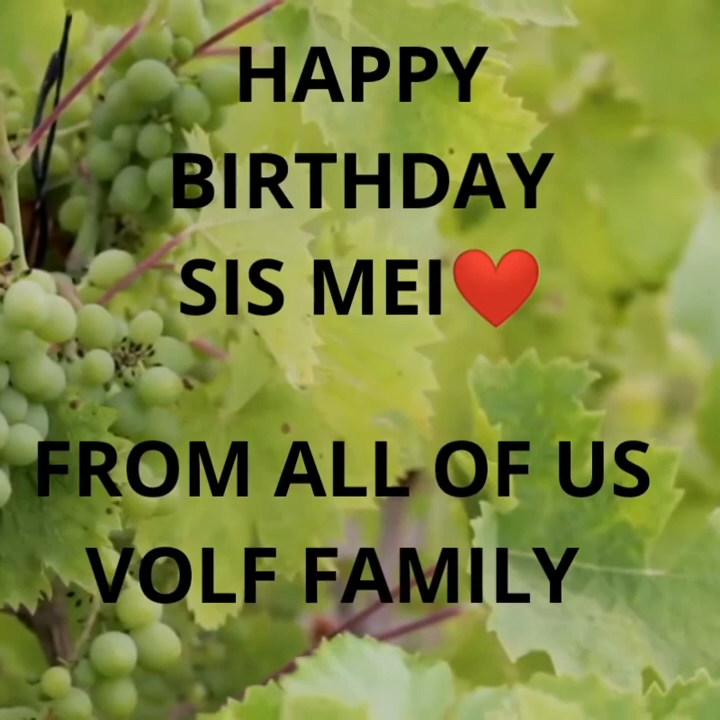 HAPPY
BIRTHDAY
SIS MEI❤️
FROM ALL OF US
VOLF FAMILY